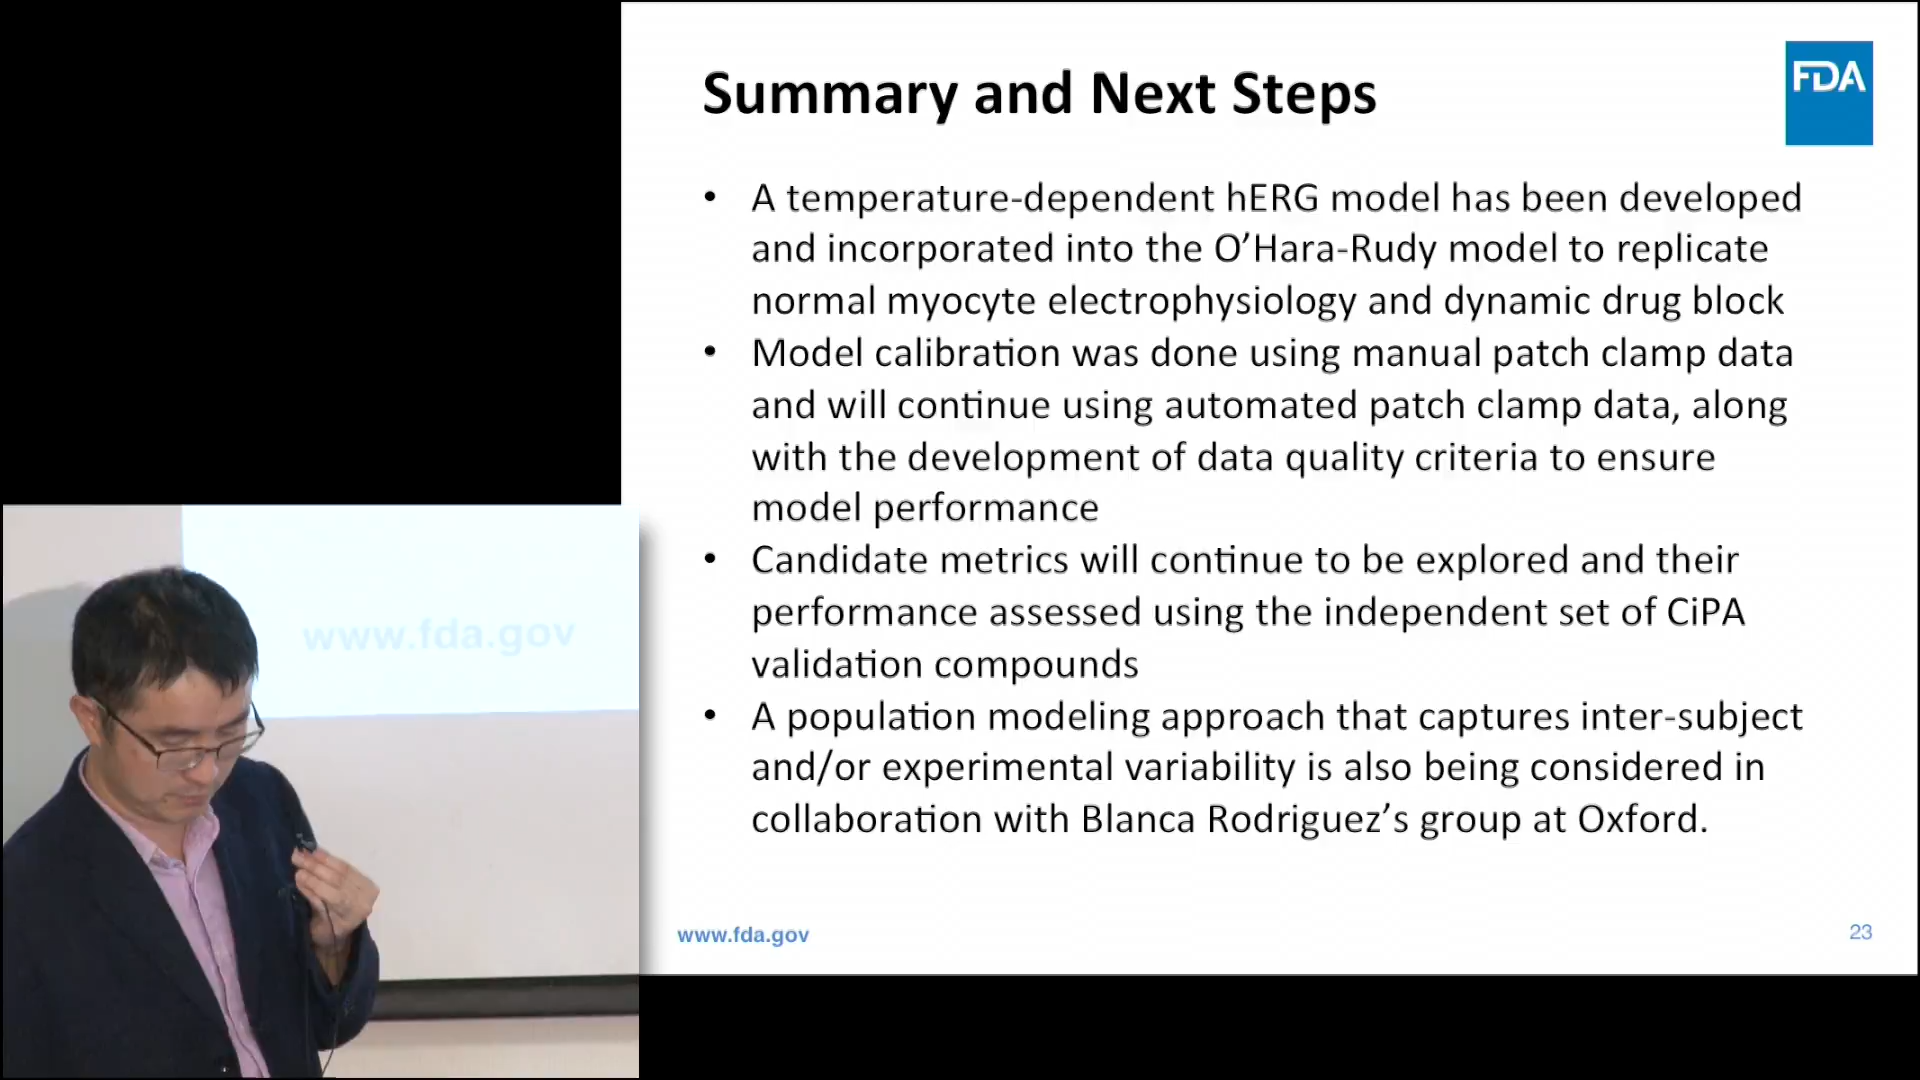 Summary and Next Steps
FDA
• A temperature-dependent hERG model has been developed
and incorporated into the O’Hara-Rudy model to replicate
normal myocyte electrophysiology and dynamic drug block
• Model calibration was done using manual patch clamp data
and will continue using automated patch clamp data, along
with the development of data quality criteria to ensure
model performance
• Candidate metrics will continue to be explored and their
performance assessed using the independent set of CiPA
validation compounds
• A population modeling approach that captures inter-subject
and/or experimental variability is also being considered in
collaboration with Blanca Rodriguez’s group at Oxford.
www.fda.gov
www.fda.gov
23